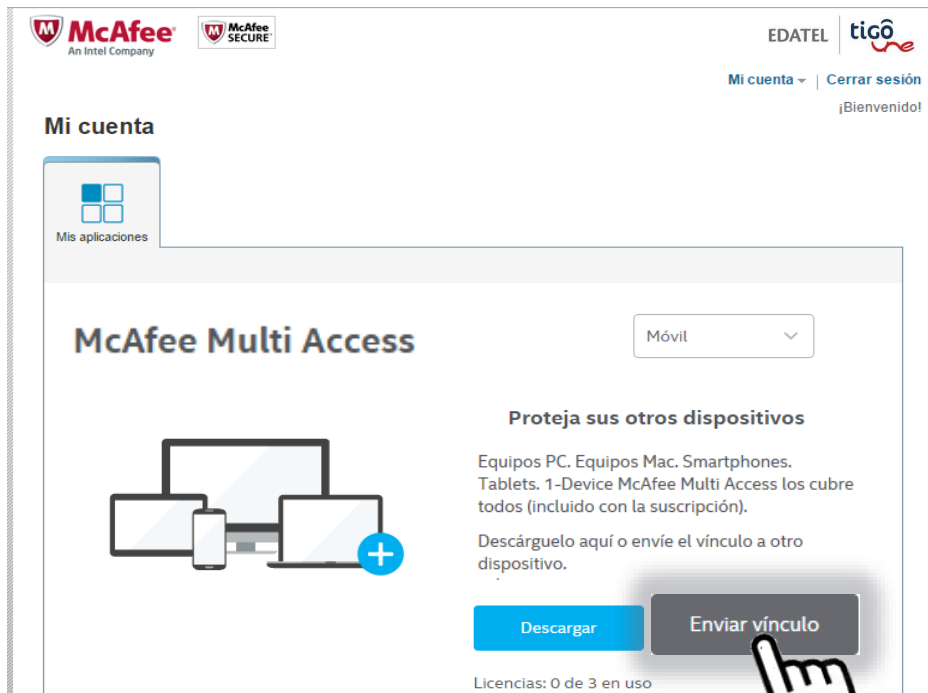 McAfee
An Intel Company
McAfee
SECURE
EDATEL
tigo
une
Mi cuenta
Cerrar sesión
¡Bienvenido!
Mi cuenta
Mis aplicaciones
McAfee Multi Access
Móvil
Proteja sus otros dispositivos
Equipos PC. Equipos Mac. Smartphones.
Tablets. 1-Device McAfee Multi Access los cubre
todos (incluido con la suscripción).
Descárguelo aquí o envíe el vínculo a otro
dispositivo.
Descargar
Enviar vínculo
Licencias: 0 de 3 en uso